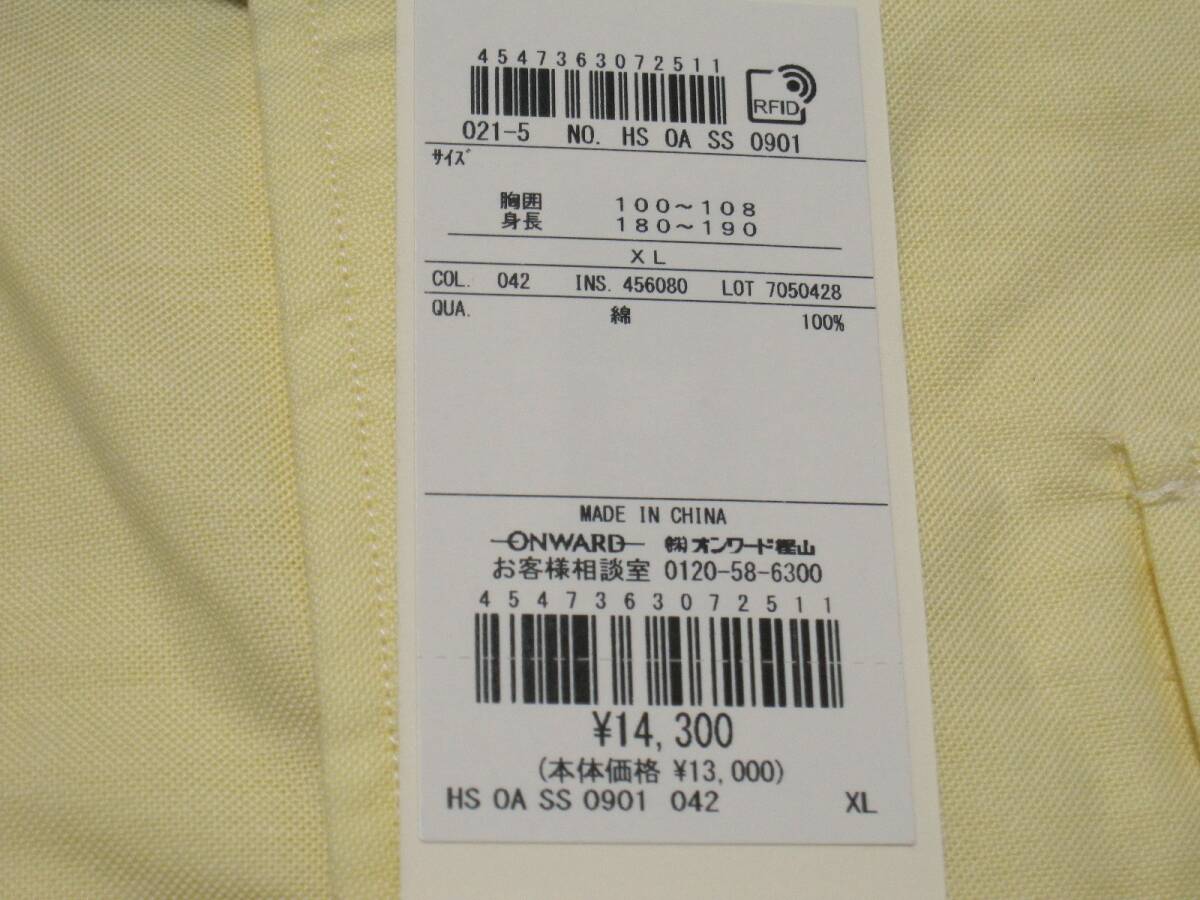 4547363072511
RFID
021-5 NO. HS OA SS 0901
ｻｲｽﾞ
胸囲 100～108
身長 180～190
XL
COL. 042 INS. 456080 LOT 7050428
QUA. 綿 100%
MADE IN CHINA
ONWARD ㈱オンワード樫山
お客様相談室 0120-58-6300
4547363072511
¥14,300
(本体価格 ¥13,000)
HS OA SS 0901 042 XL